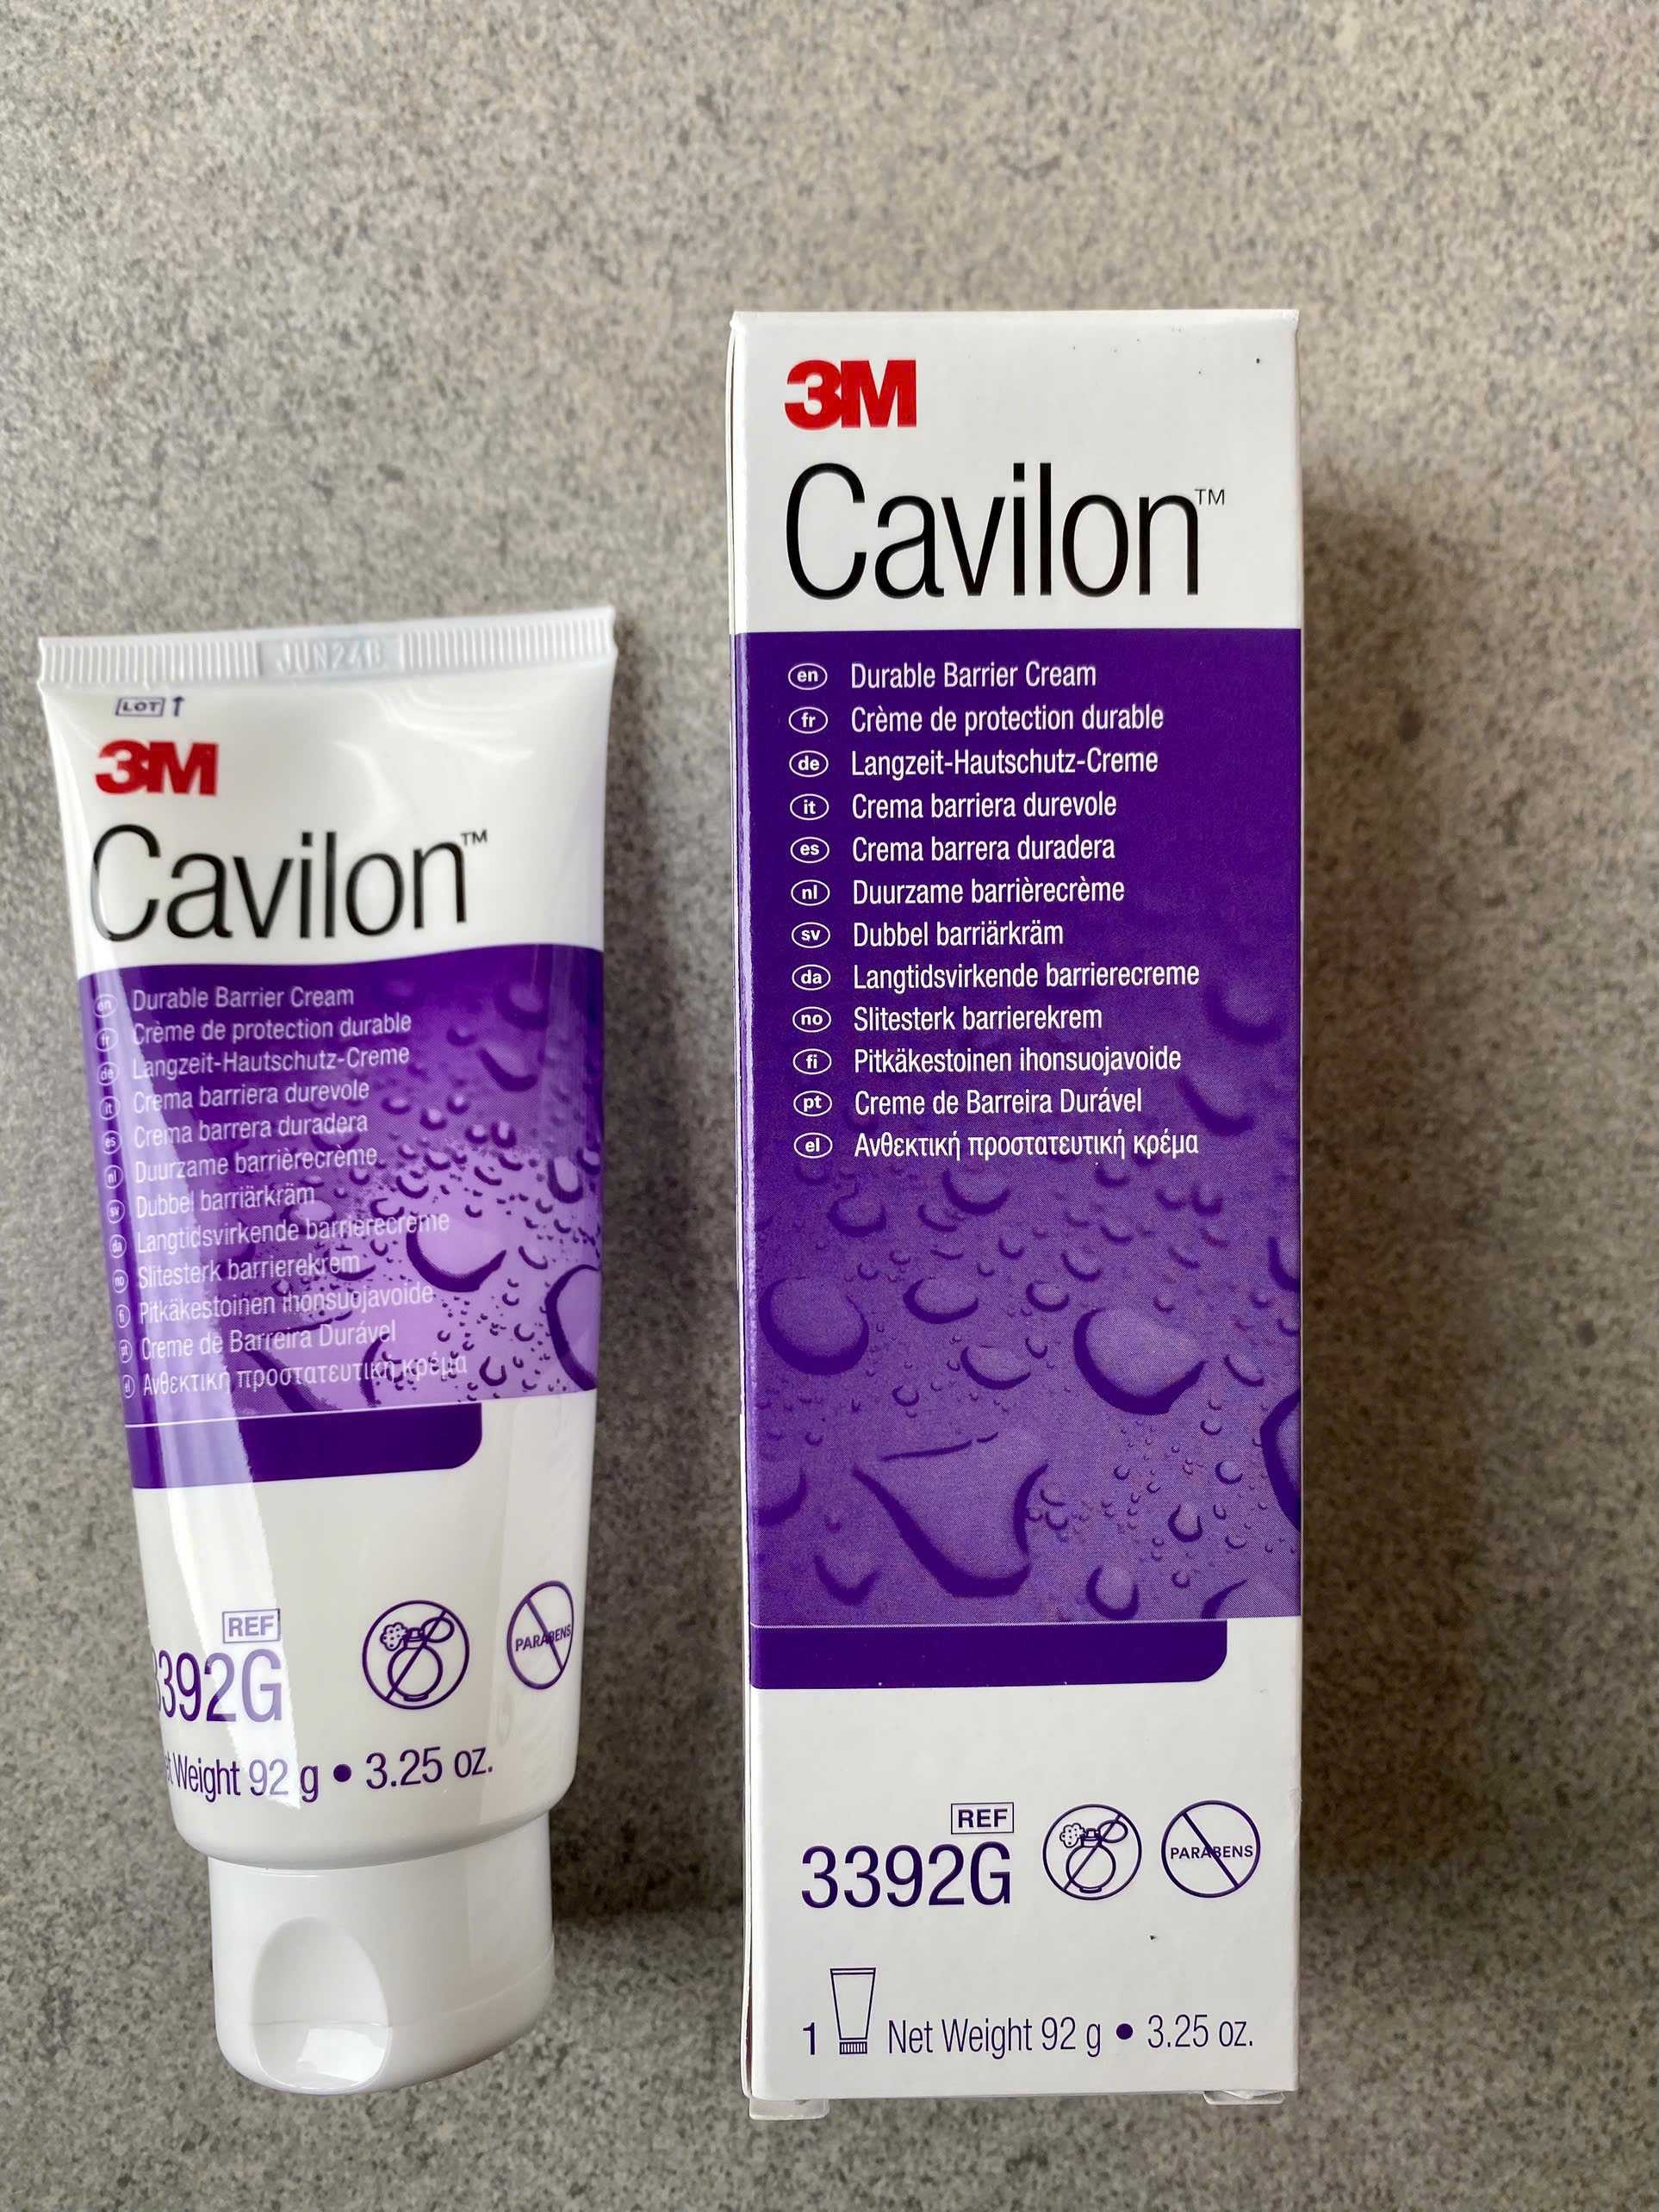 JUN24B
LOT
3M
Cavilon™
en Durable Barrier Cream
fr Crème de protection durable
de Langzeit-Hautschutz-Creme
it Crema barriera durevole
es Crema barrera duradera
nl Duurzame barrièrecrème
sv Dubbel barriärkräm
da Langtidsvirkende barrierecreme
no Slitesterk barrierekrem
fi Pitkäkestoinen ihonsuojavoide
pt Creme de Barreira Durável
el Ανθεκτική προστατευτική κρέμα
REF
3392G
PARABENS
t Weight 92 g • 3.25 oz.
3M
Cavilon™
en Durable Barrier Cream
fr Crème de protection durable
de Langzeit-Hautschutz-Creme
it Crema barriera durevole
es Crema barrera duradera
nl Duurzame barrièrecrème
sv Dubbel barriärkräm
da Langtidsvirkende barrierecreme
no Slitesterk barrierekrem
fi Pitkäkestoinen ihonsuojavoide
pt Creme de Barreira Durável
el Ανθεκτική προστατευτική κρέμα
REF
3392G
PARABENS
1 Net Weight 92 g • 3.25 oz.